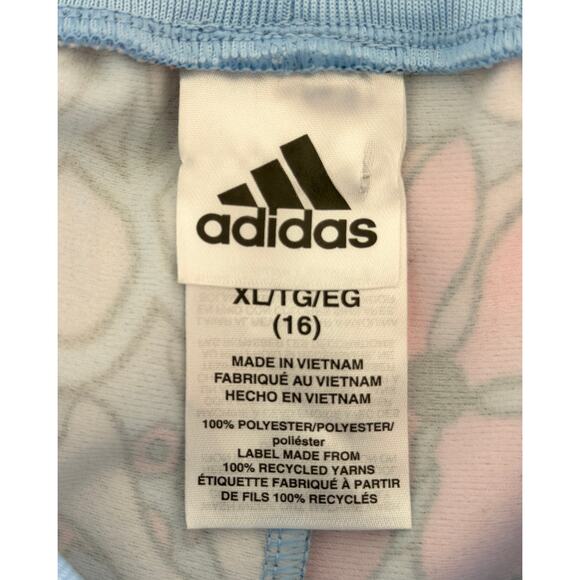 adidas
XL/TG/EG
(16)
MADE IN VIETNAM
FABRIQUÉ AU VIETNAM
HECHO EN VIETNAM
100% POLYESTER/POLYESTER/
poliéster
LABEL MADE FROM
100% RECYCLED YARNS
ÉTIQUETTE FABRIQUÉ À PARTIR
DE FILS 100% RECYCLÉS